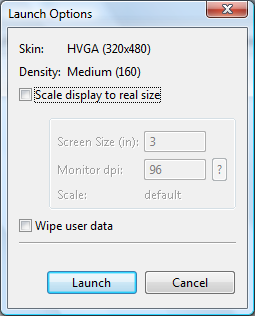 Launch Options
Skin: HVGA (320x480)
Density: Medium (160)
Scale display to real size
Screen Size (in): 3
Monitor dpi: 96 ?
Scale: default
Wipe user data
Launch Cancel